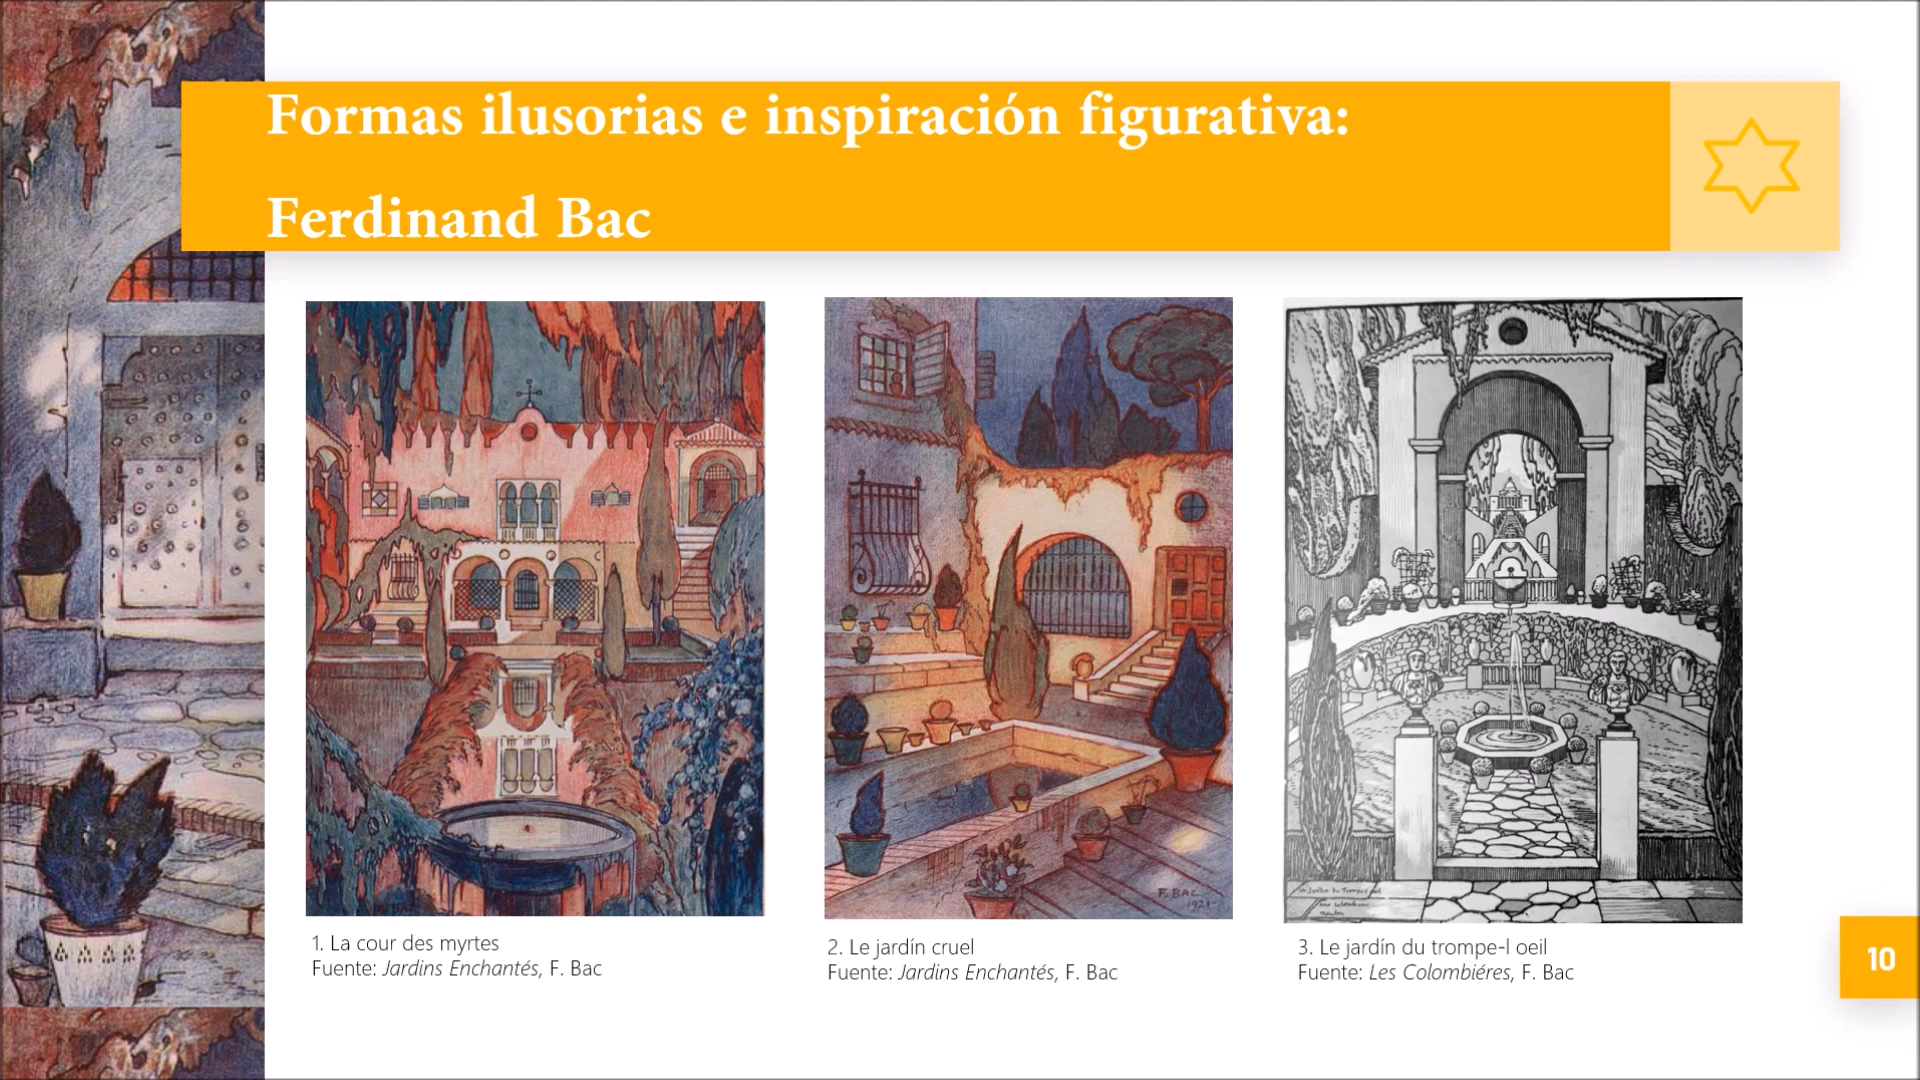 Formas ilusorias e inspiración figurativa:
Ferdinand Bac
F. BAC
1921
1. La cour des myrtes
Fuente: Jardins Enchantés, F. Bac
2. Le jardín cruel
Fuente: Jardins Enchantés, F. Bac
3. Le jardín du trompe-l oeil
Fuente: Les Colombiéres, F. Bac
10